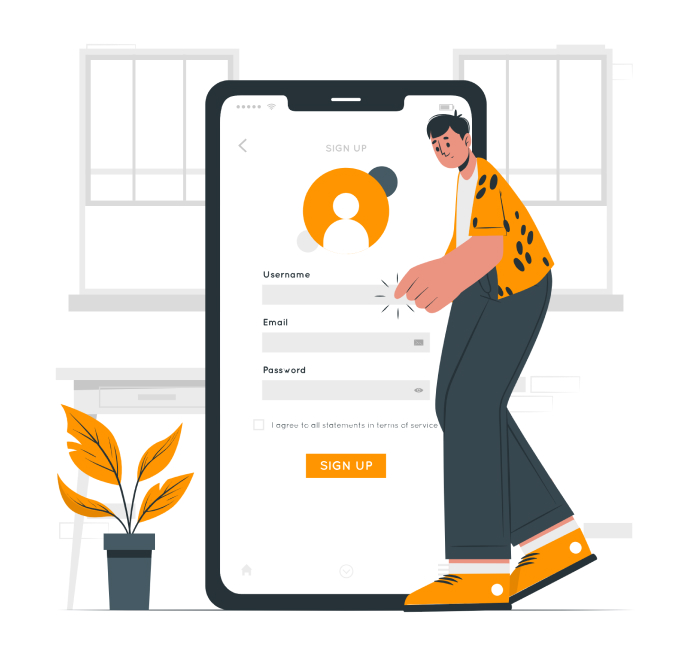 SIGN UP
Username
Email
Password
I agree to all statements in terms of service
SIGN UP